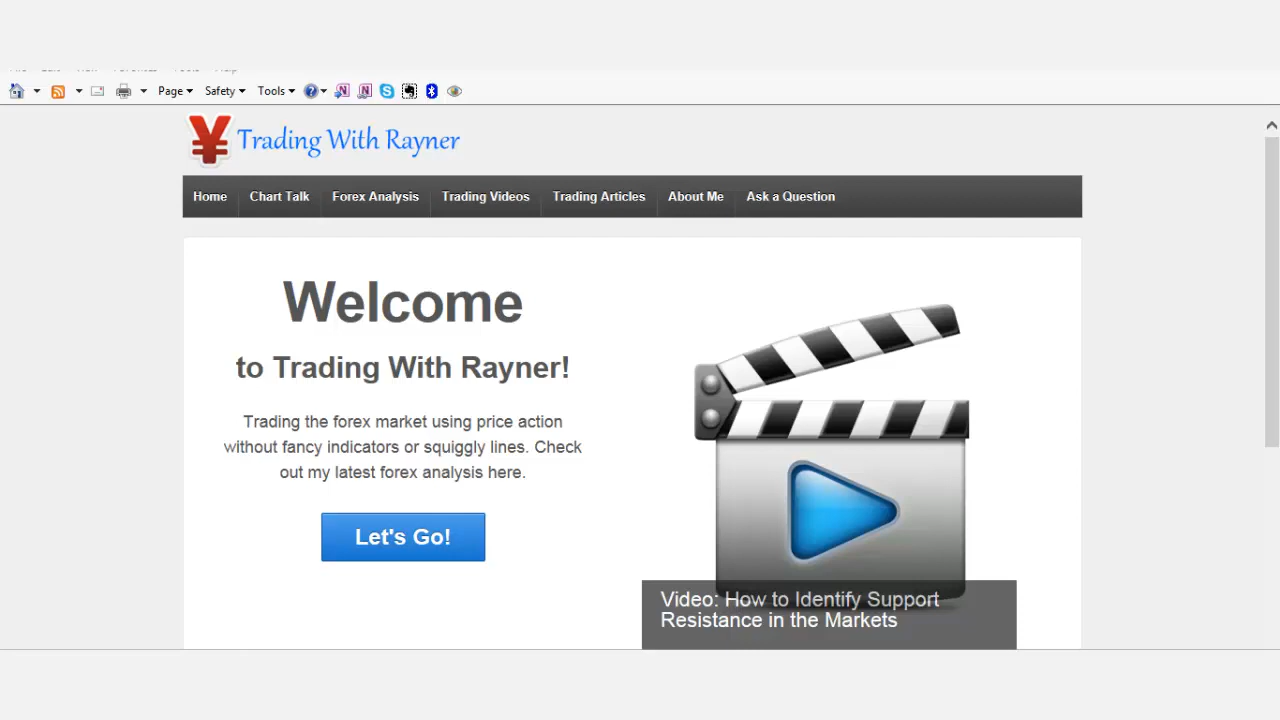 Page Safety Tools
Trading With Rayner
Home Chart Talk Forex Analysis Trading Videos Trading Articles About Me Ask a Question
Welcome
to Trading With Rayner!
Trading the forex market using price action
without fancy indicators or squiggly lines. Check
out my latest forex analysis here.
Let's Go!
Video: How to Identify Support
Resistance in the Markets